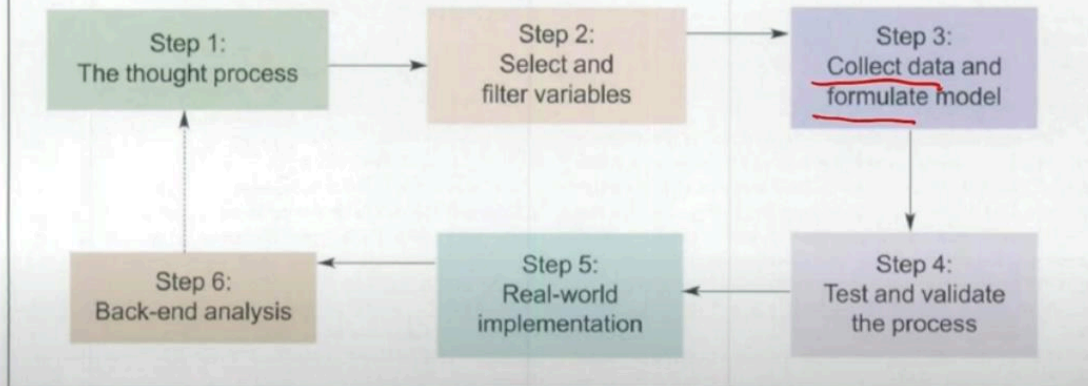 Step 1:
The thought process
Step 2:
Select and
filter variables
Step 3:
Collect data and
formulate model
Step 4:
Test and validate
the process
Step 5:
Real-world
implementation
Step 6:
Back-end analysis